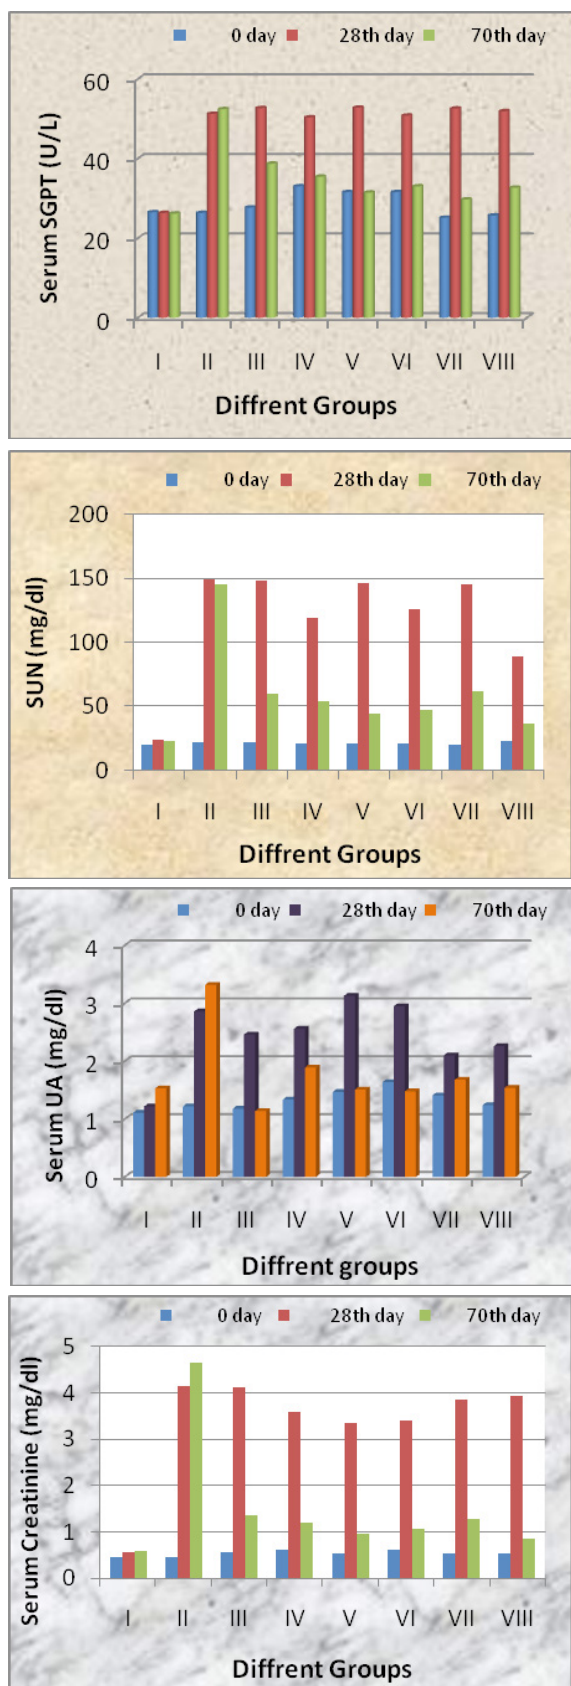 0 day 28th day 70th day
60
40
20
0
Serum SGPT (U/L)
I II III IV V VI VII VIII
Diffrent Groups
0 day 28th day 70th day
200
150
100
50
0
SUN (mg/dl)
I II III IV V VI VII VIII
Diffrent Groups
0 day 28th day 70th day
4
3
2
1
0
Serum UA (mg/dl)
I II III IV V VI VII VIII
Diffrent groups
0 day 28th day 70th day
5
4
3
2
1
0
Serum Creatinine (mg/dl)
I II III IV V VI VII VIII
Diffrent Groups